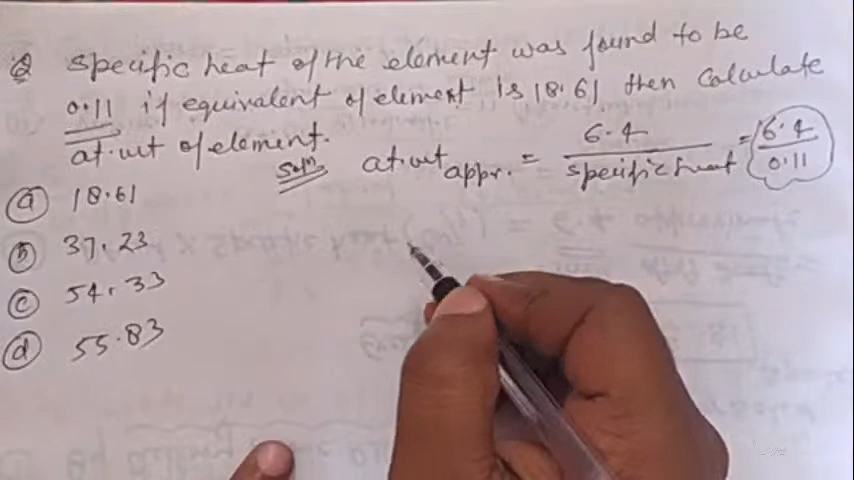 Q specific heat of the element was found to be
0.11 if equivalent of element is 18.61 then calculate
at.wt of element.
Soln at.wt appr. = 6.4 / specific heat = 6.4 / 0.11
a 18.61
b 37.23
c 54.33
d 55.83